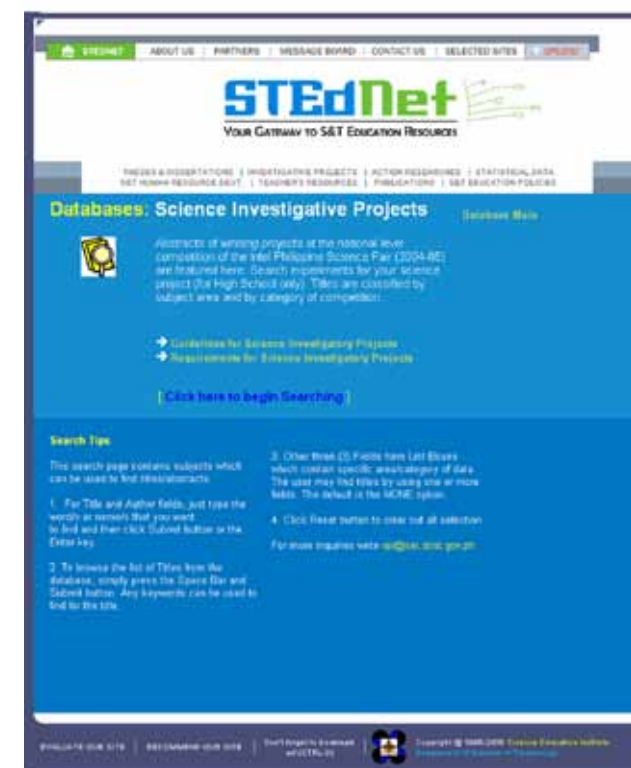 STEDNET ABOUT US | PARTNERS | MESSAGE BOARD | CONTACT US | SELECTED SITES
STEdNet
YOUR GATEWAY TO S&T EDUCATION RESOURCES
THESES & DISSERTATIONS | INVESTIGATIVE PROJECTS | ACTION RESEARCHES | STATISTICAL DATA
S&T HUMAN RESOURCE DEVT. | TEACHER'S RESOURCES | PUBLICATIONS | S&T EDUCATION POLICIES
Databases: Science Investigative Projects
Database Main
Abstracts of winning projects at the national level
competition of the Intel Philippine Science Fair (2004-05)
are featured here. Search experiments for your science
project (for High School only). Titles are classified by
subject area and by category of competition.
Guidelines for Science Investigatory Projects
Requirements for Science Investigatory Projects
[ Click here to begin Searching ]
Search Tips
This search page contains subjects which
can be used to find titles/abstracts.
1. For Title and Author fields, just type the
word/s or name/s that you want
to find and then click Submit button or the
Enter key.
2. To browse the list of Titles from the
database, simply press the Space Bar and
Submit button. Any keywords can be used to
find for the title.
3. Other three (3) Fields have List Boxes
which contain specific area/category of data.
The user may find titles by using one or more
fields. The default is the NONE option.
4. Click Reset button to clear out all selection
For more inquiries write
EVALUATE OUR SITE | RECOMMEND OUR SITE |
Copyright @ Science Education Institute
Department of Science and Technology